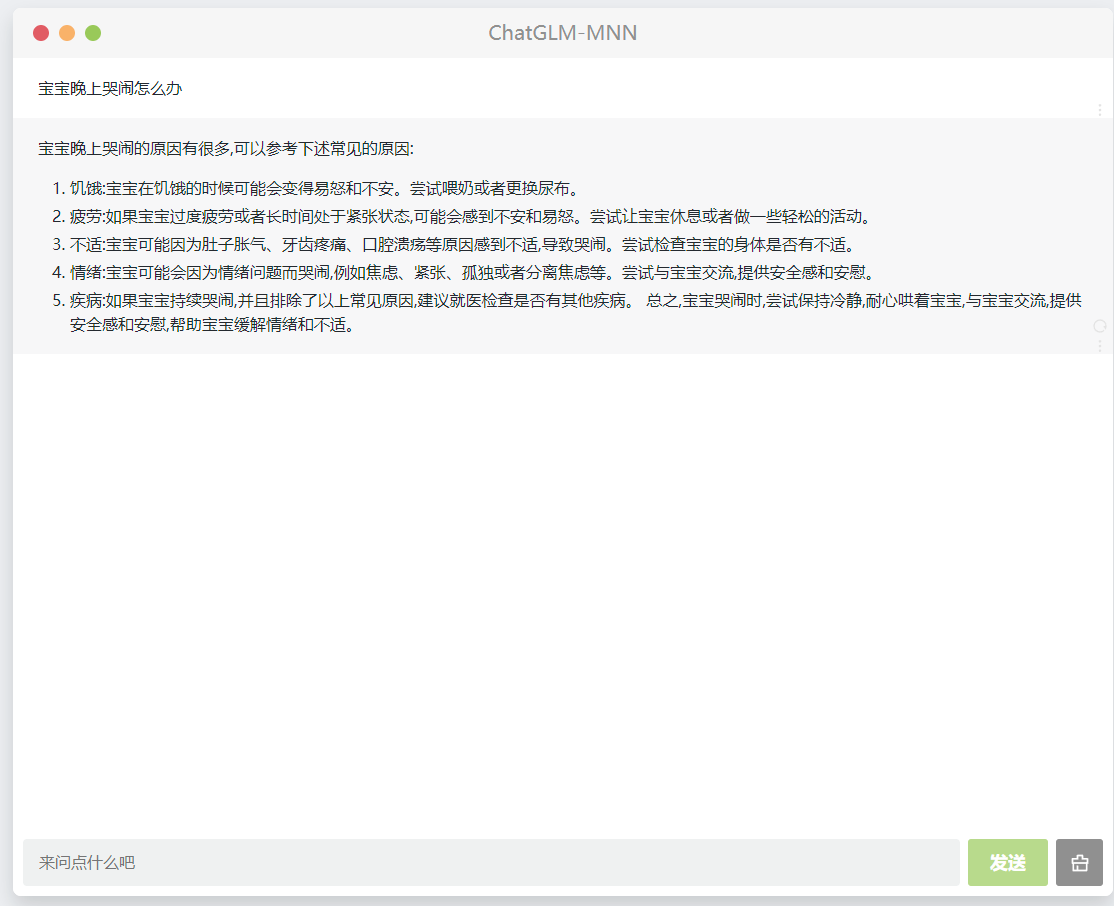 ChatGLM-MNN
宝宝晚上哭闹怎么办
宝宝晚上哭闹的原因有很多,可以参考下述常见的原因:
1. 饥饿:宝宝在饥饿的时候可能会变得易怒和不安。尝试喂奶或者更换尿布。
2. 疲劳:如果宝宝过度疲劳或者长时间处于紧张状态,可能会感到不安和易怒。尝试让宝宝休息或者做一些轻松的活动。
3. 不适:宝宝可能因为肚子胀气、牙齿疼痛、口腔溃疡等原因感到不适,导致哭闹。尝试检查宝宝的身体是否有不适。
4. 情绪:宝宝可能会因为情绪问题而哭闹,例如焦虑、紧张、孤独或者分离焦虑等。尝试与宝宝交流,提供安全感和安慰。
5. 疾病:如果宝宝持续哭闹,并且排除了以上常见原因,建议就医检查是否有其他疾病。 总之,宝宝哭闹时,尝试保持冷静,耐心哄着宝宝,与宝宝交流,提供
安全感和安慰,帮助宝宝缓解情绪和不适。
来问点什么吧
发送